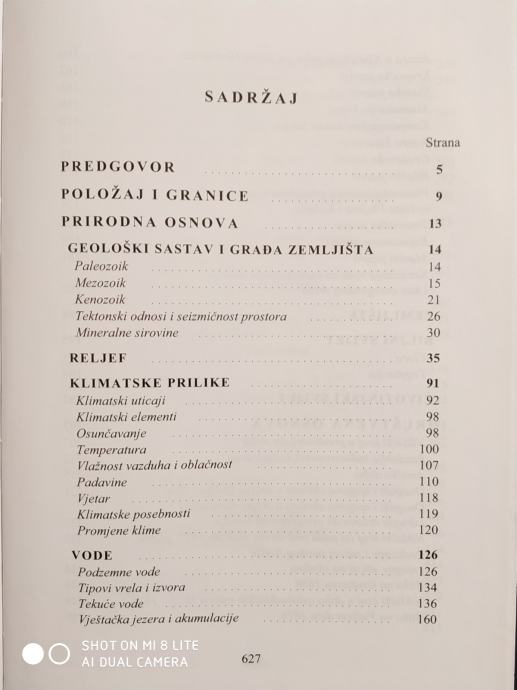 SADRŽAJ
Strana
PREDGOVOR 5
POLOŽAJ I GRANICE 9
PRIRODNA OSNOVA 13
GEOLOŠKI SASTAV I GRAĐA ZEMLJIŠTA 14
Paleozoik 14
Mezozoik 15
Kenozoik 21
Tektonski odnosi i seizmičnost prostora 26
Mineralne sirovine 30
RELJEF 35
KLIMATSKE PRILIKE 91
Klimatski uticaji 92
Klimatski elementi 98
Osunčavanje 98
Temperatura 100
Vlažnost vazduha i oblačnost 107
Padavine 110
Vjetar 118
Klimatske posebnosti 119
Promjene klime 120
VODE 126
Podzemne vode 126
Tipovi vrela i izvora 134
Tekuće vode 136
Vještačka jezera i akumulacije 160
SHOT ON MI 8 LITE
AI DUAL CAMERA
627